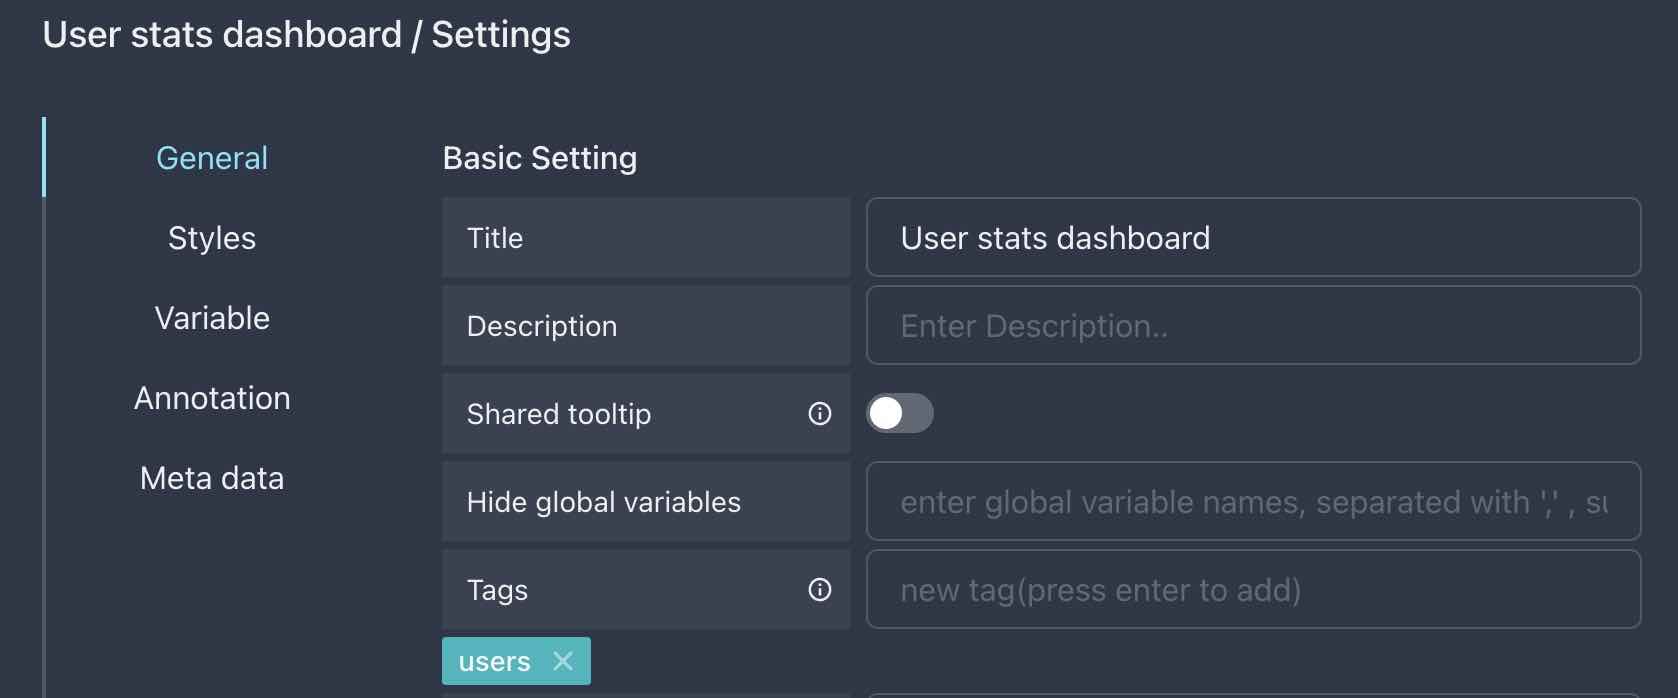 User stats dashboard / Settings
General
Styles
Variable
Annotation
Meta data
Basic Setting
Title
User stats dashboard
Description
Enter Description..
Shared tooltip
Hide global variables
enter global variable names, separated with ',' ,
Tags
new tag(press enter to add)
users